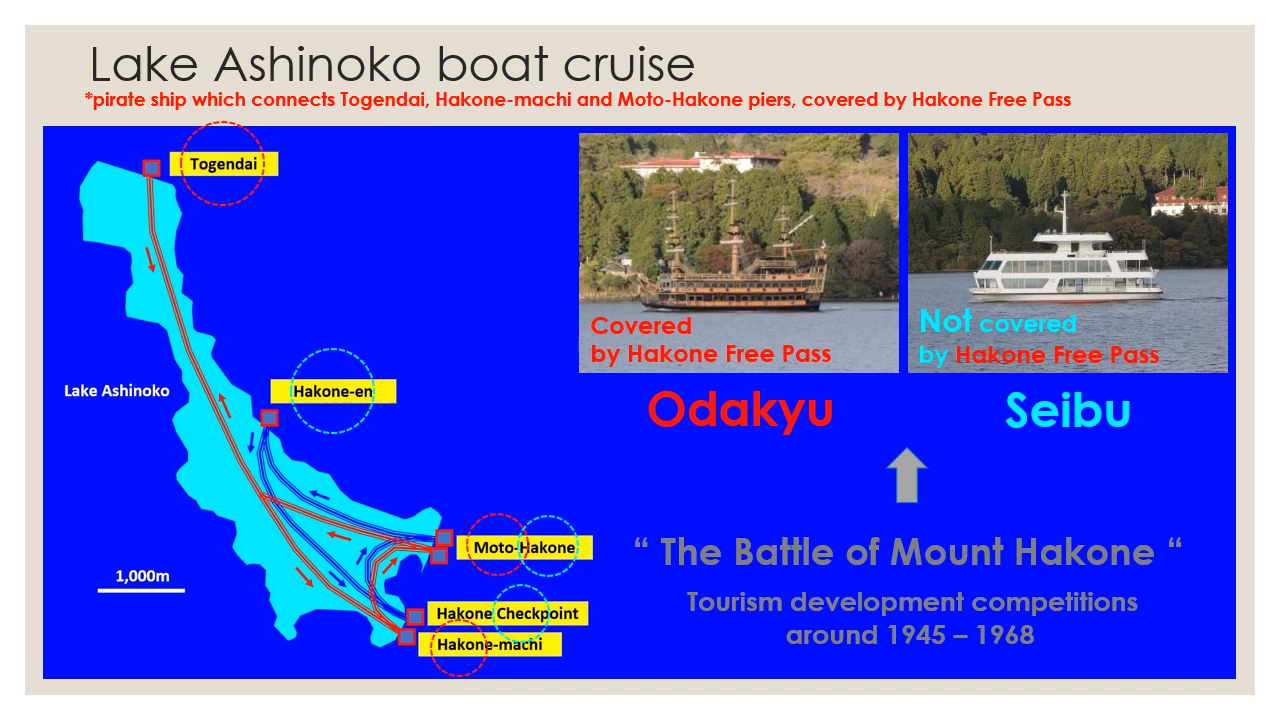 Lake Ashinoko boat cruise
*pirate ship which connects Togendai, Hakone-machi and Moto-Hakone piers, covered by Hakone Free Pass
Togendai
Hakone-en
Lake Ashinoko
Moto-Hakone
1,000m
Hakone Checkpoint
Hakone-machi
Covered
by Hakone Free Pass
Not covered
by Hakone Free Pass
Odakyu
Seibu
“ The Battle of Mount Hakone “
Tourism development competitions
around 1945 – 1968